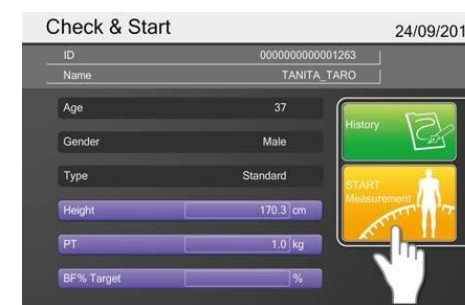 Check & Start 24/09/201
ID 0000000000001263
Name TANITA_TARO
Age 37
Gender Male
Type Standard
Height 170.3 cm
PT 1.0 kg
BF% Target %
History
START
Measurement